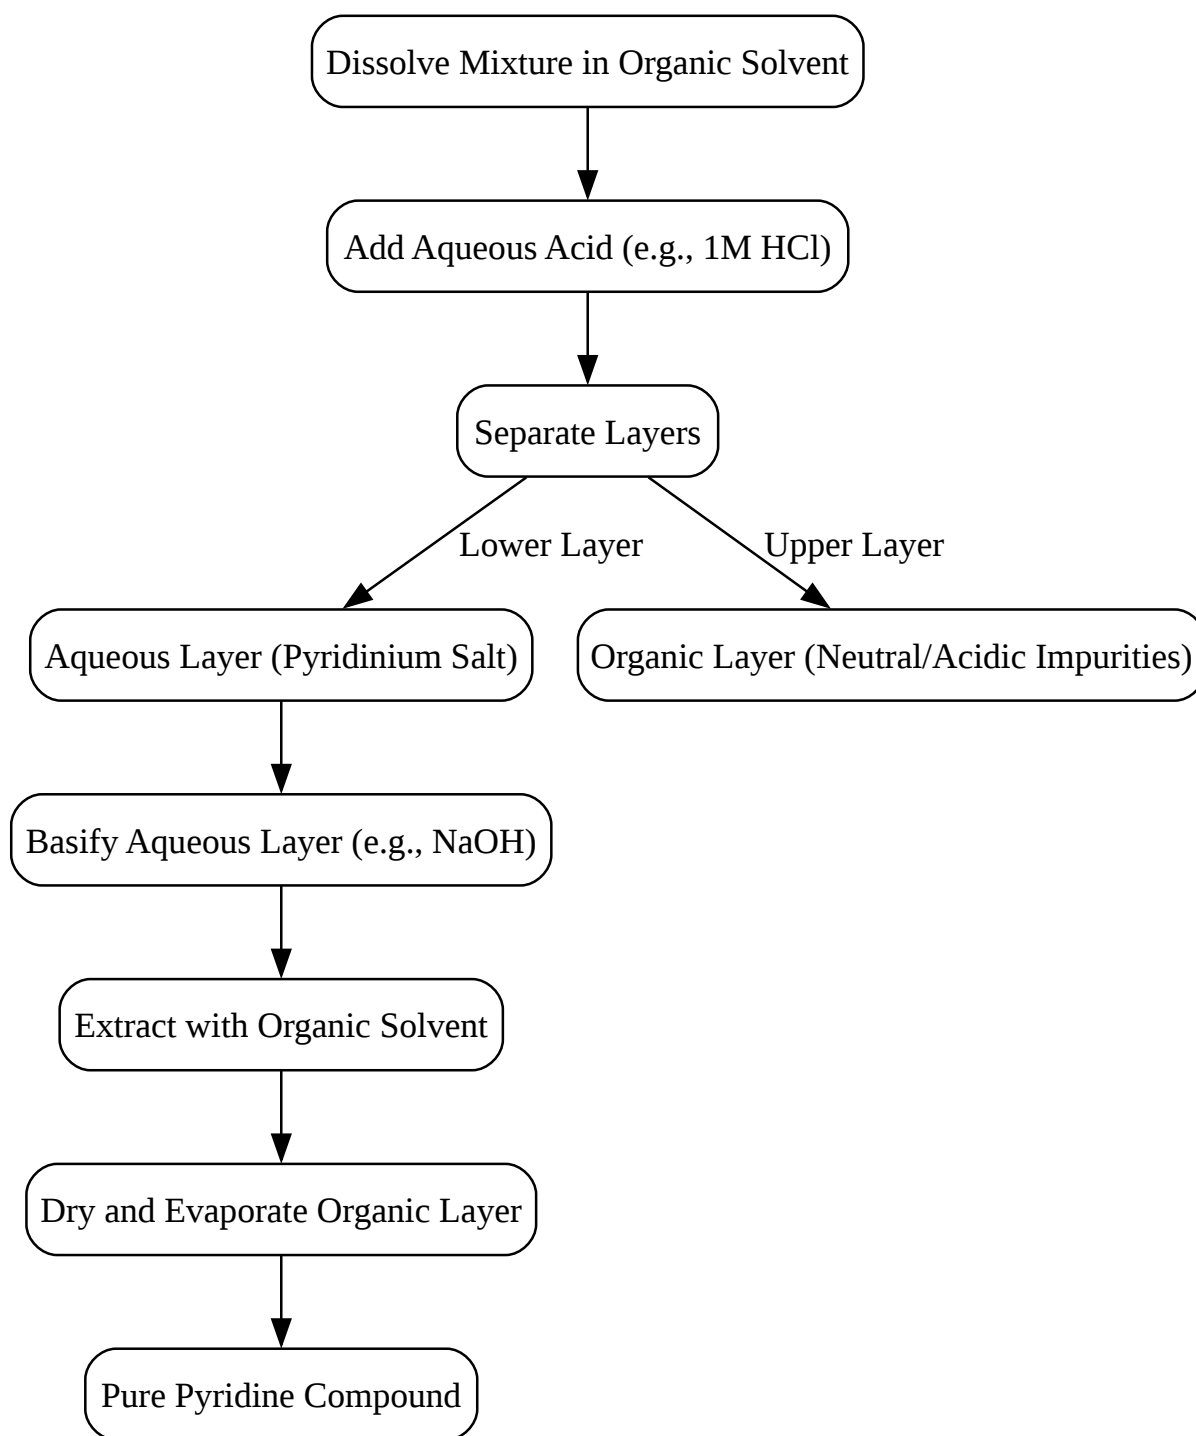 Dissolve Mixture in Organic Solvent
Add Aqueous Acid (e.g., 1M HCl)
Separate Layers
Lower Layer
Upper Layer
Aqueous Layer (Pyridinium Salt)
Organic Layer (Neutral/Acidic Impurities)
Basify Aqueous Layer (e.g., NaOH)
Extract with Organic Solvent
Dry and Evaporate Organic Layer
Pure Pyridine Compound